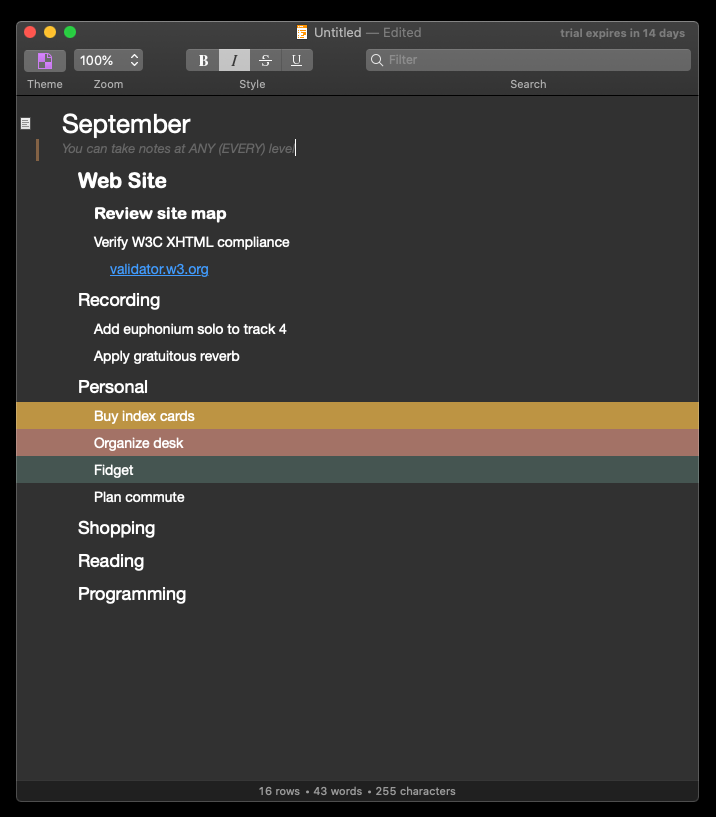 Untitled — Edited
trial expires in 14 days
100%
B I S U
Filter
Theme Zoom Style Search
September
You can take notes at ANY (EVERY) level
Web Site
Review site map
Verify W3C XHTML compliance
validator.w3.org
Recording
Add euphonium solo to track 4
Apply gratuitous reverb
Personal
Buy index cards
Organize desk
Fidget
Plan commute
Shopping
Reading
Programming
16 rows • 43 words • 255 characters